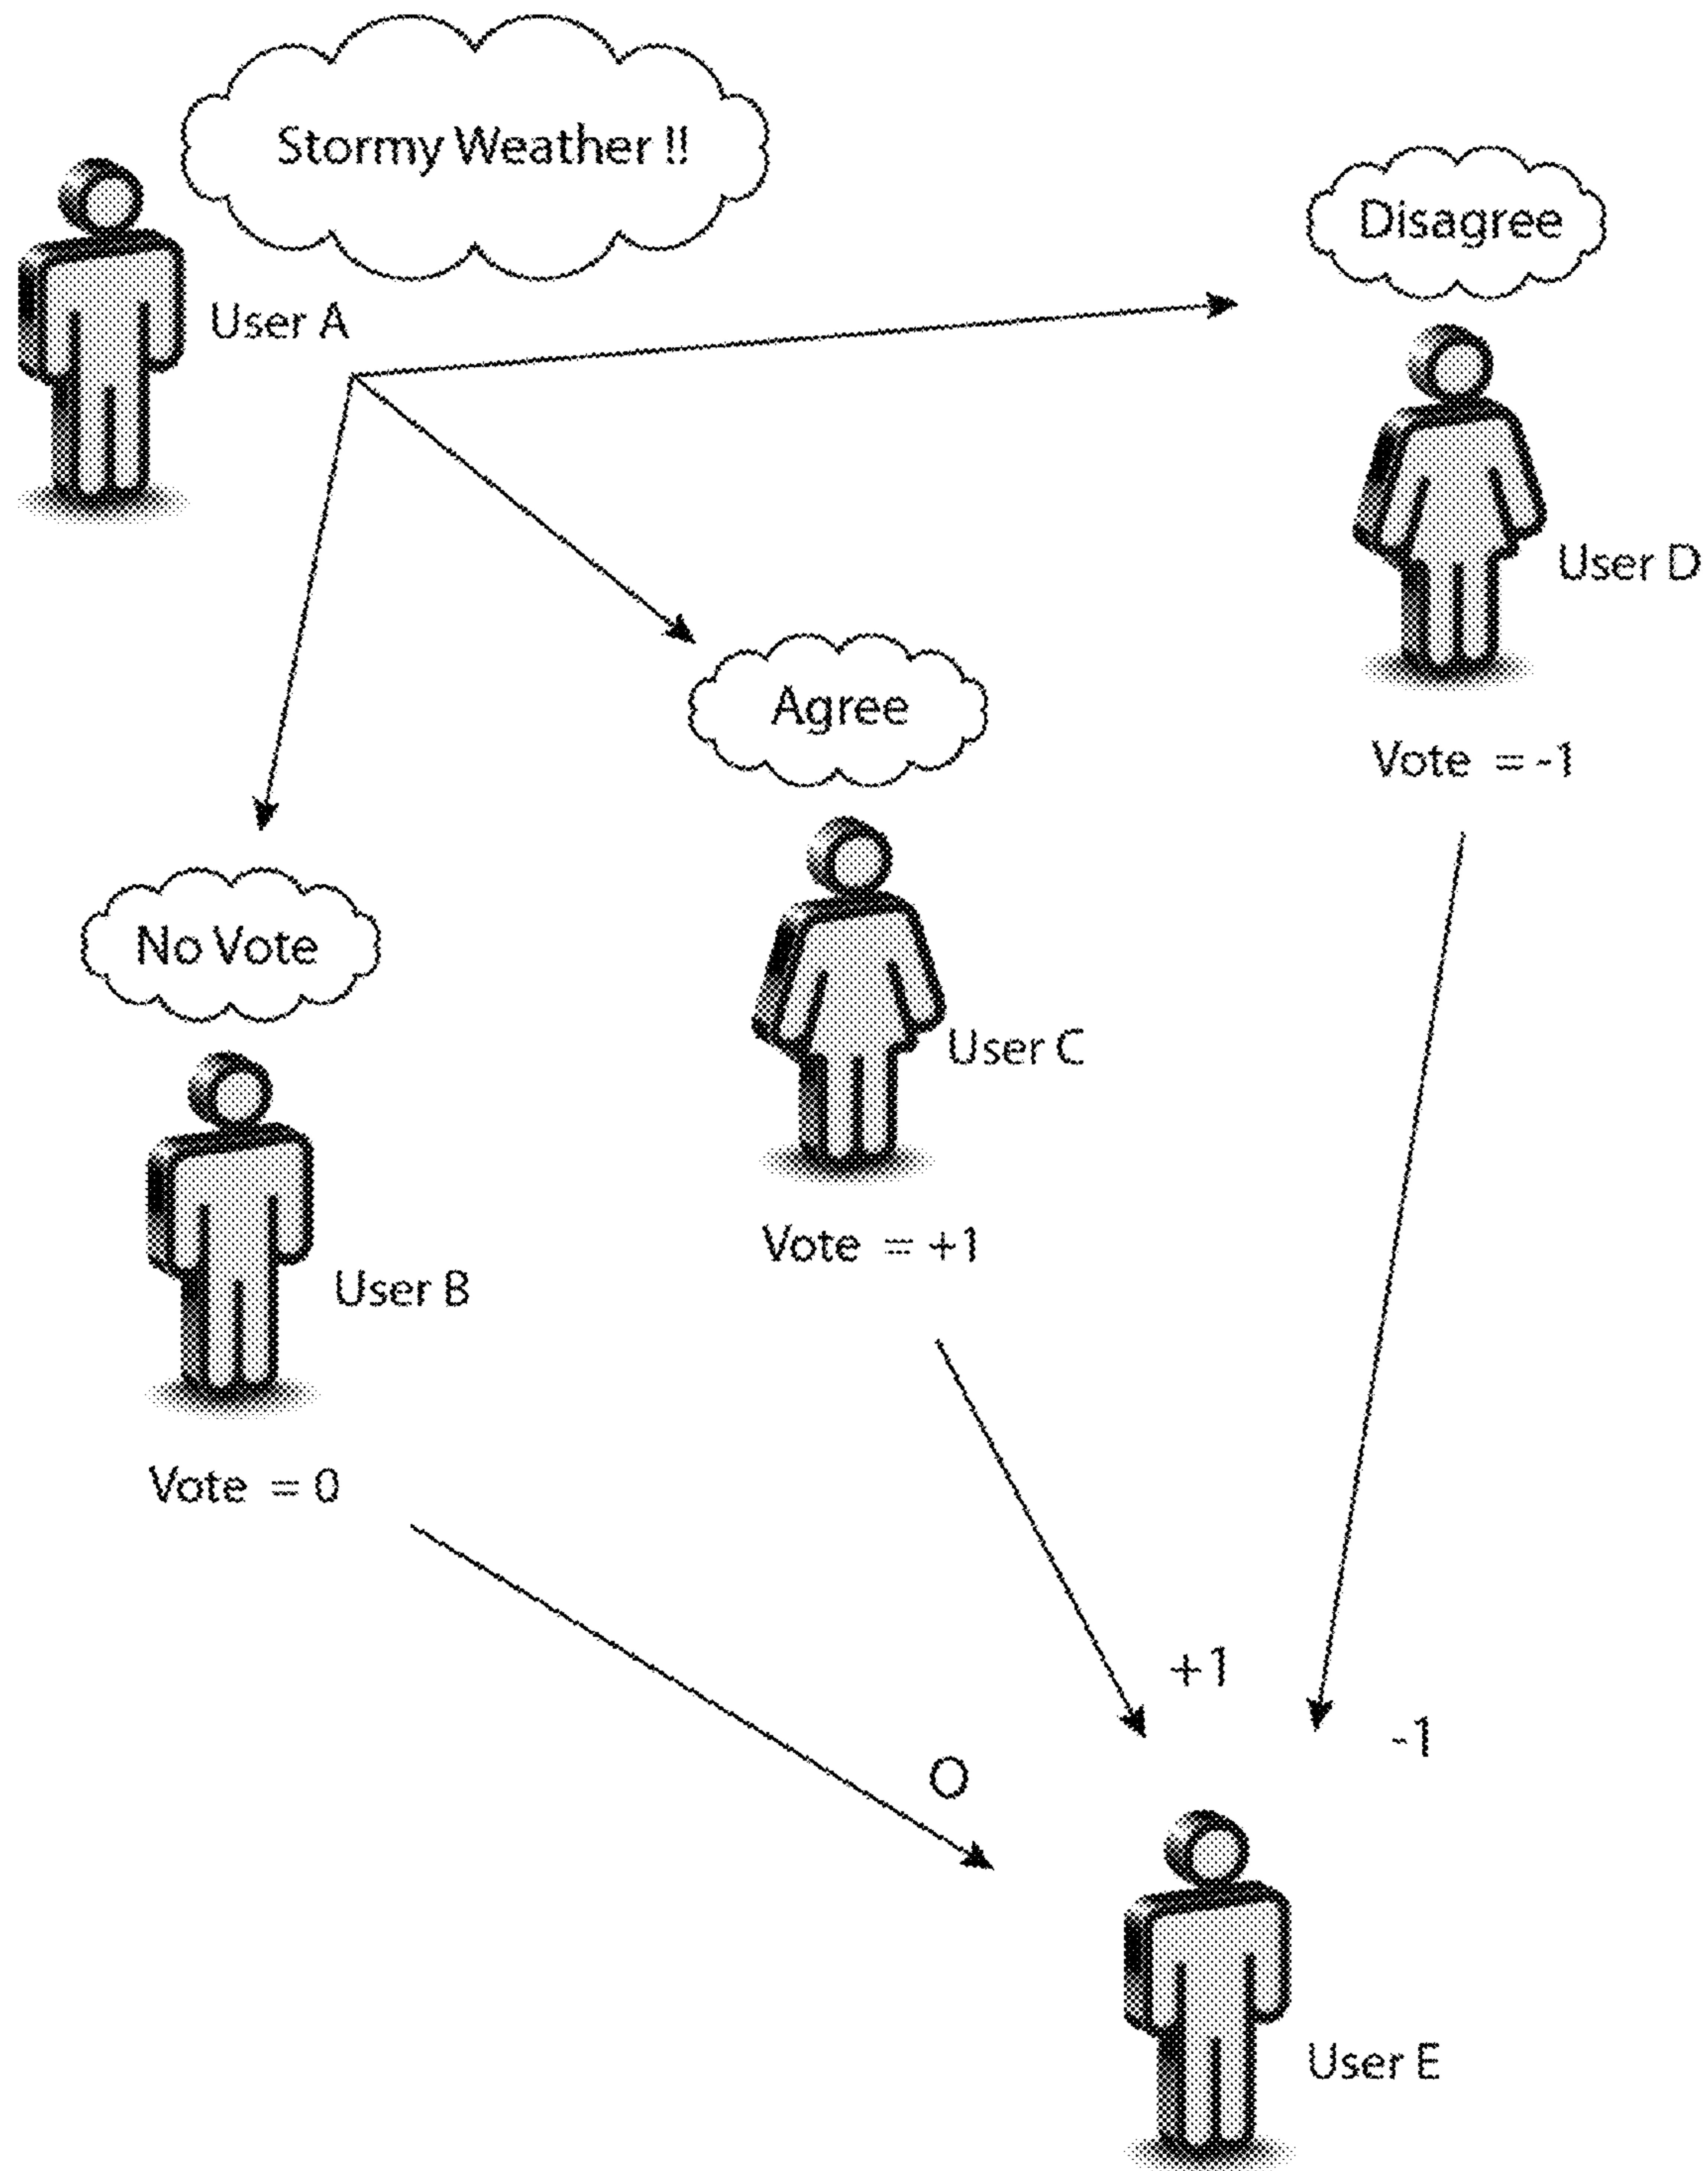 Stormy Weather !!
User A
Disagree
User D
Vote = -1
Agree
User C
Vote = +1
No Vote
User B
Vote = 0
+1
-1
O
User E